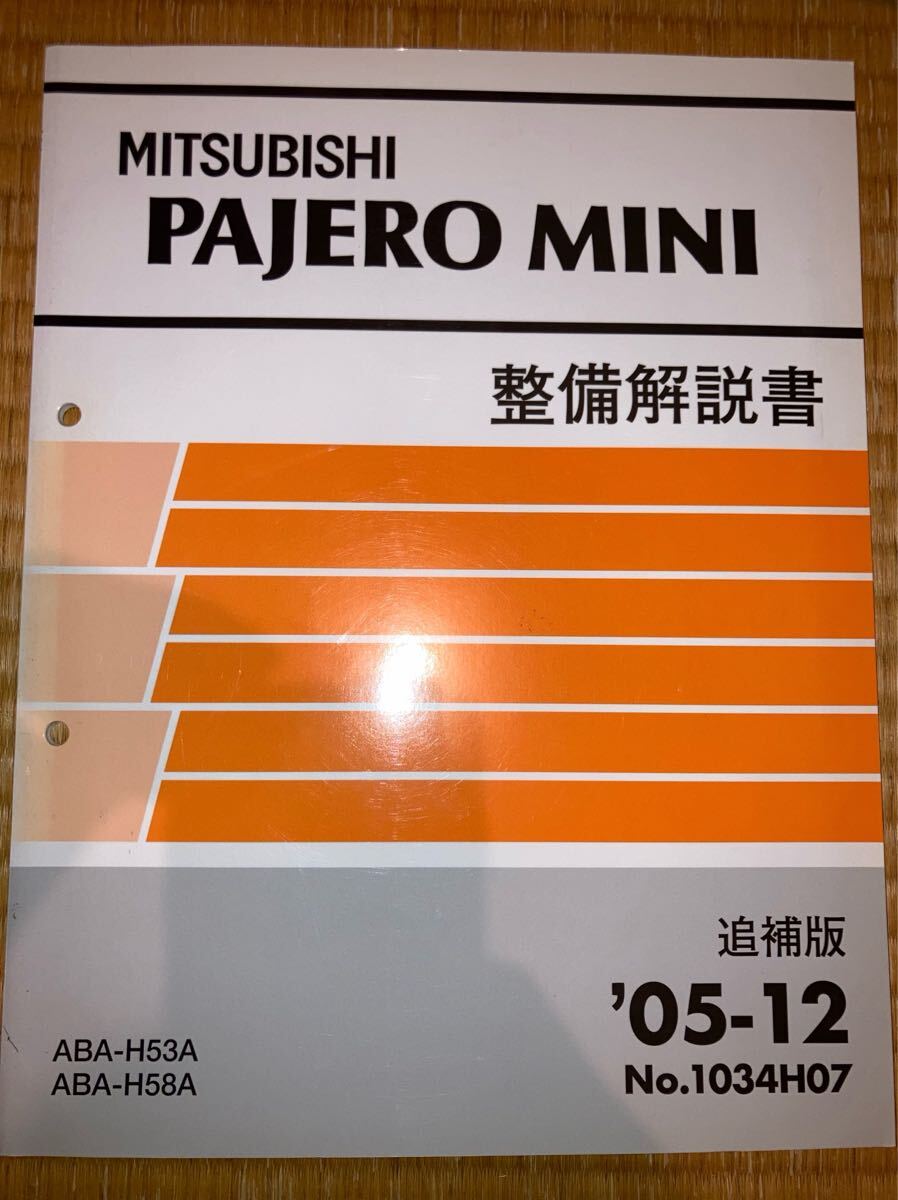 MITSUBISHI
PAJERO MINI
整備解説書
追補版
'05-12
No.1034H07
ABA-H53A
ABA-H58A